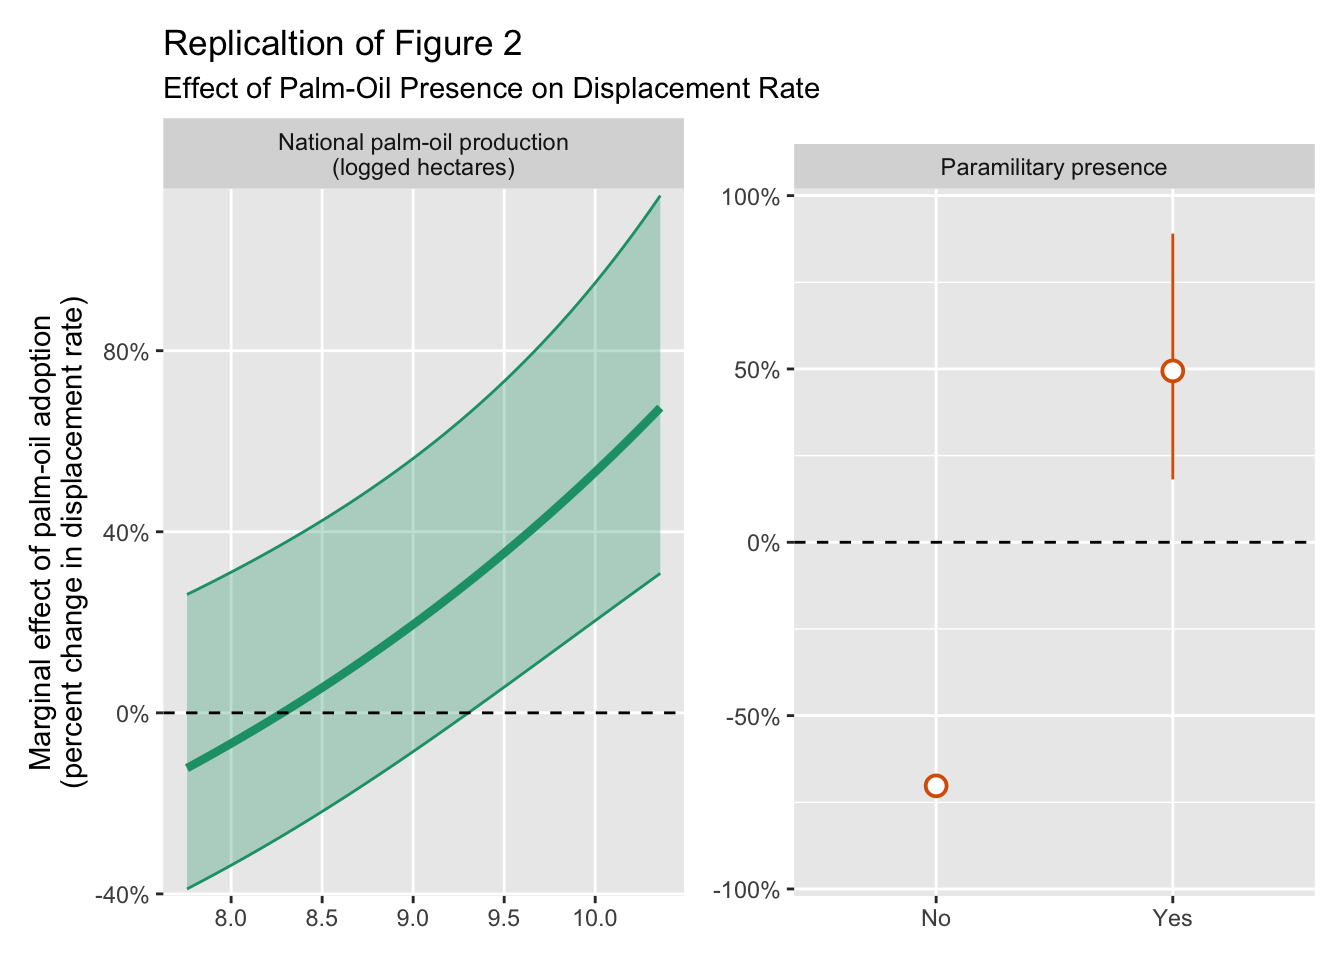 Replicaltion of Figure 2
Effect of Palm-Oil Presence on Displacement Rate
Marginal effect of palm-oil adoption
(percent change in displacement rate)
National palm-oil production
(logged hectares)
80%
40%
0%
-40%
8.0
8.5
9.0
9.5
10.0
Paramilitary presence
100%
50%
0%
-50%
-100%
No
Yes